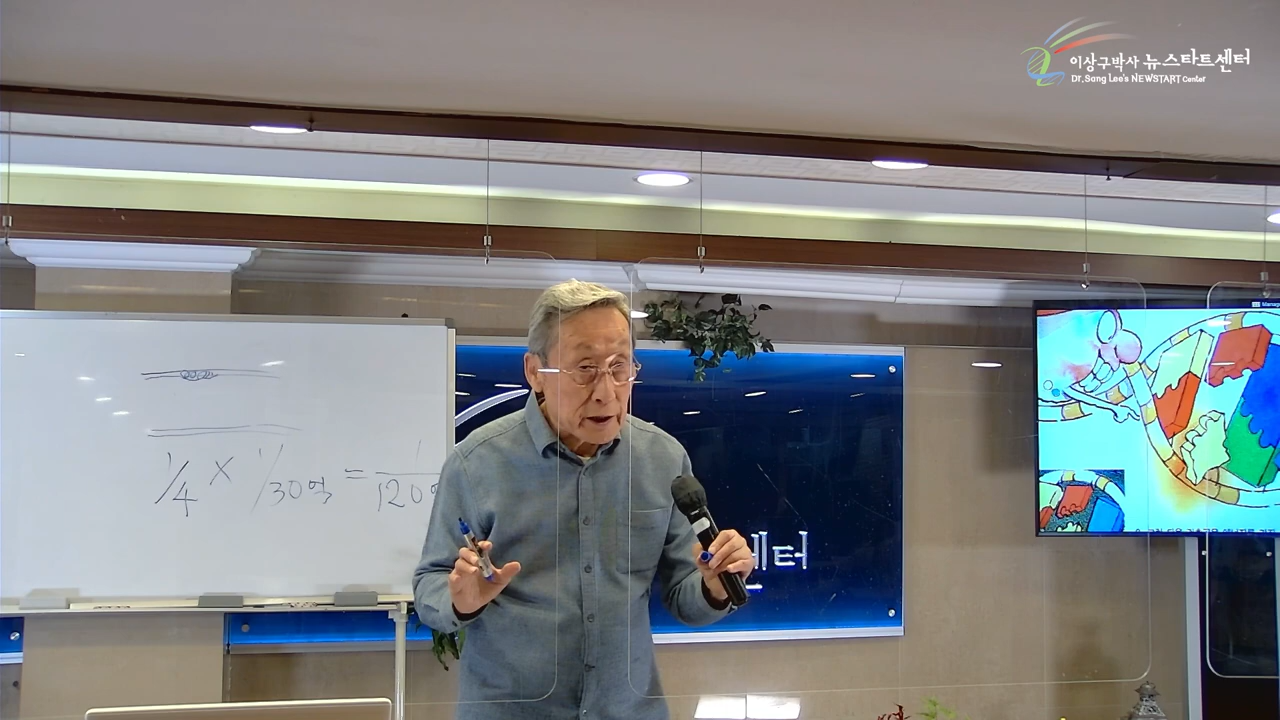 이상구박사 뉴스타트센터
Dr. Sang Lee's NEWSTART Center
1/4 × 1/30억 = 1/120억
센터